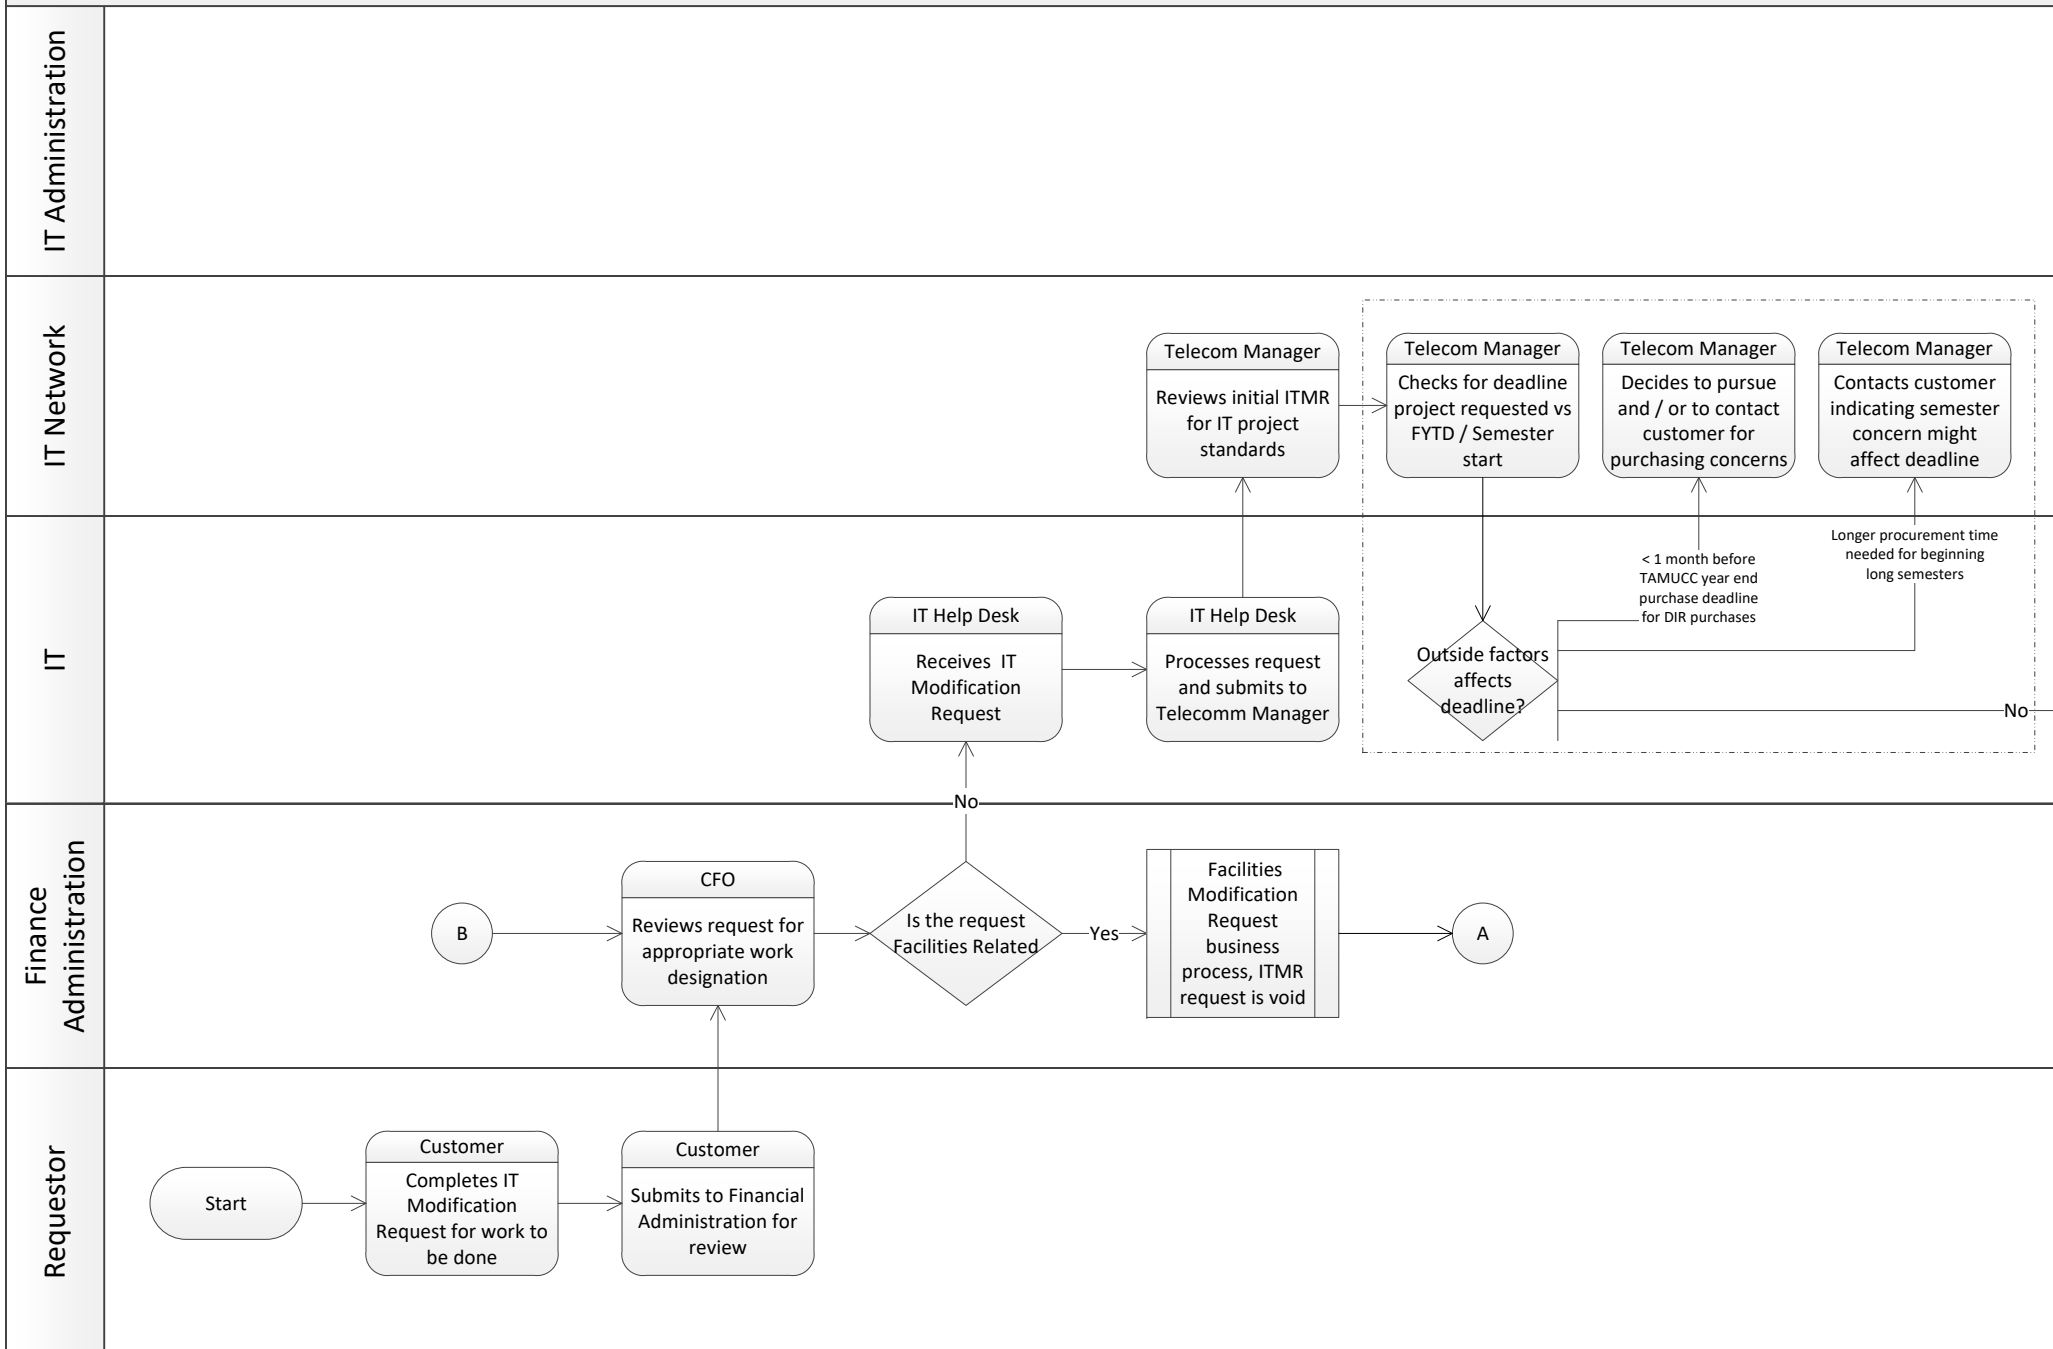 IT Administration
IT Network
Telecom Manager
Reviews initial ITMR
for IT project
standards
Telecom Manager
Checks for deadline
project requested vs
FYTD / Semester
start
Telecom Manager
Decides to pursue
and / or to contact
customer for
purchasing concerns
Telecom Manager
Contacts customer
indicating semester
concern might
affect deadline
IT
IT Help Desk
Receives IT
Modification
Request
IT Help Desk
Processes request
and submits to
Telecomm Manager
Outside factors
affects
deadline?
< 1 month before
TAMUCC year end
purchase deadline
for DIR purchases
Longer procurement time
needed for beginning
long semesters
No
No
Finance
Administration
B
CFO
Reviews request for
appropriate work
designation
Is the request
Facilities Related
Yes
Facilities
Modification
Request
business
process, ITMR
request is void
A
Requestor
Start
Customer
Completes IT
Modification
Request for work to
be done
Customer
Submits to Financial
Administration for
review